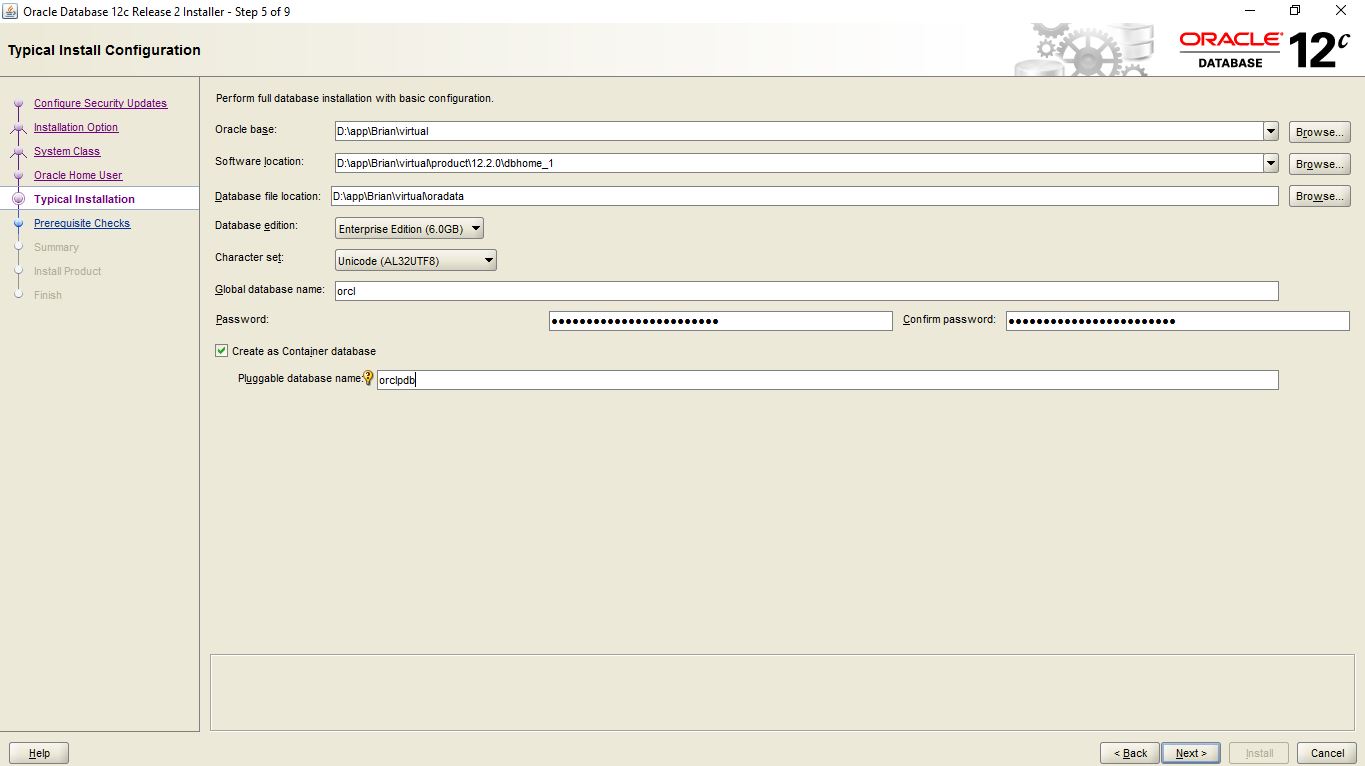 Oracle Database 12c Release 2 Installer - Step 5 of 9
Typical Install Configuration
ORACLE
DATABASE
12c
Configure Security Updates
Installation Option
System Class
Oracle Home User
Typical Installation
Prerequisite Checks
Summary
Install Product
Finish
Perform full database installation with basic configuration.
Oracle base: D:\app\Brian\virtual Browse...
Software location: D:\app\Brian\virtual\product\12.2.0\dbhome_1 Browse...
Database file location: D:\app\Brian\virtual\oradata Browse...
Database edition: Enterprise Edition (6.0GB)
Character set: Unicode (AL32UTF8)
Global database name: orcl
Password: •••••••••••••••••••••••• Confirm password: ••••••••••••••••••••••••
Create as Container database
Pluggable database name: orclpdb
Help < Back Next > Install Cancel